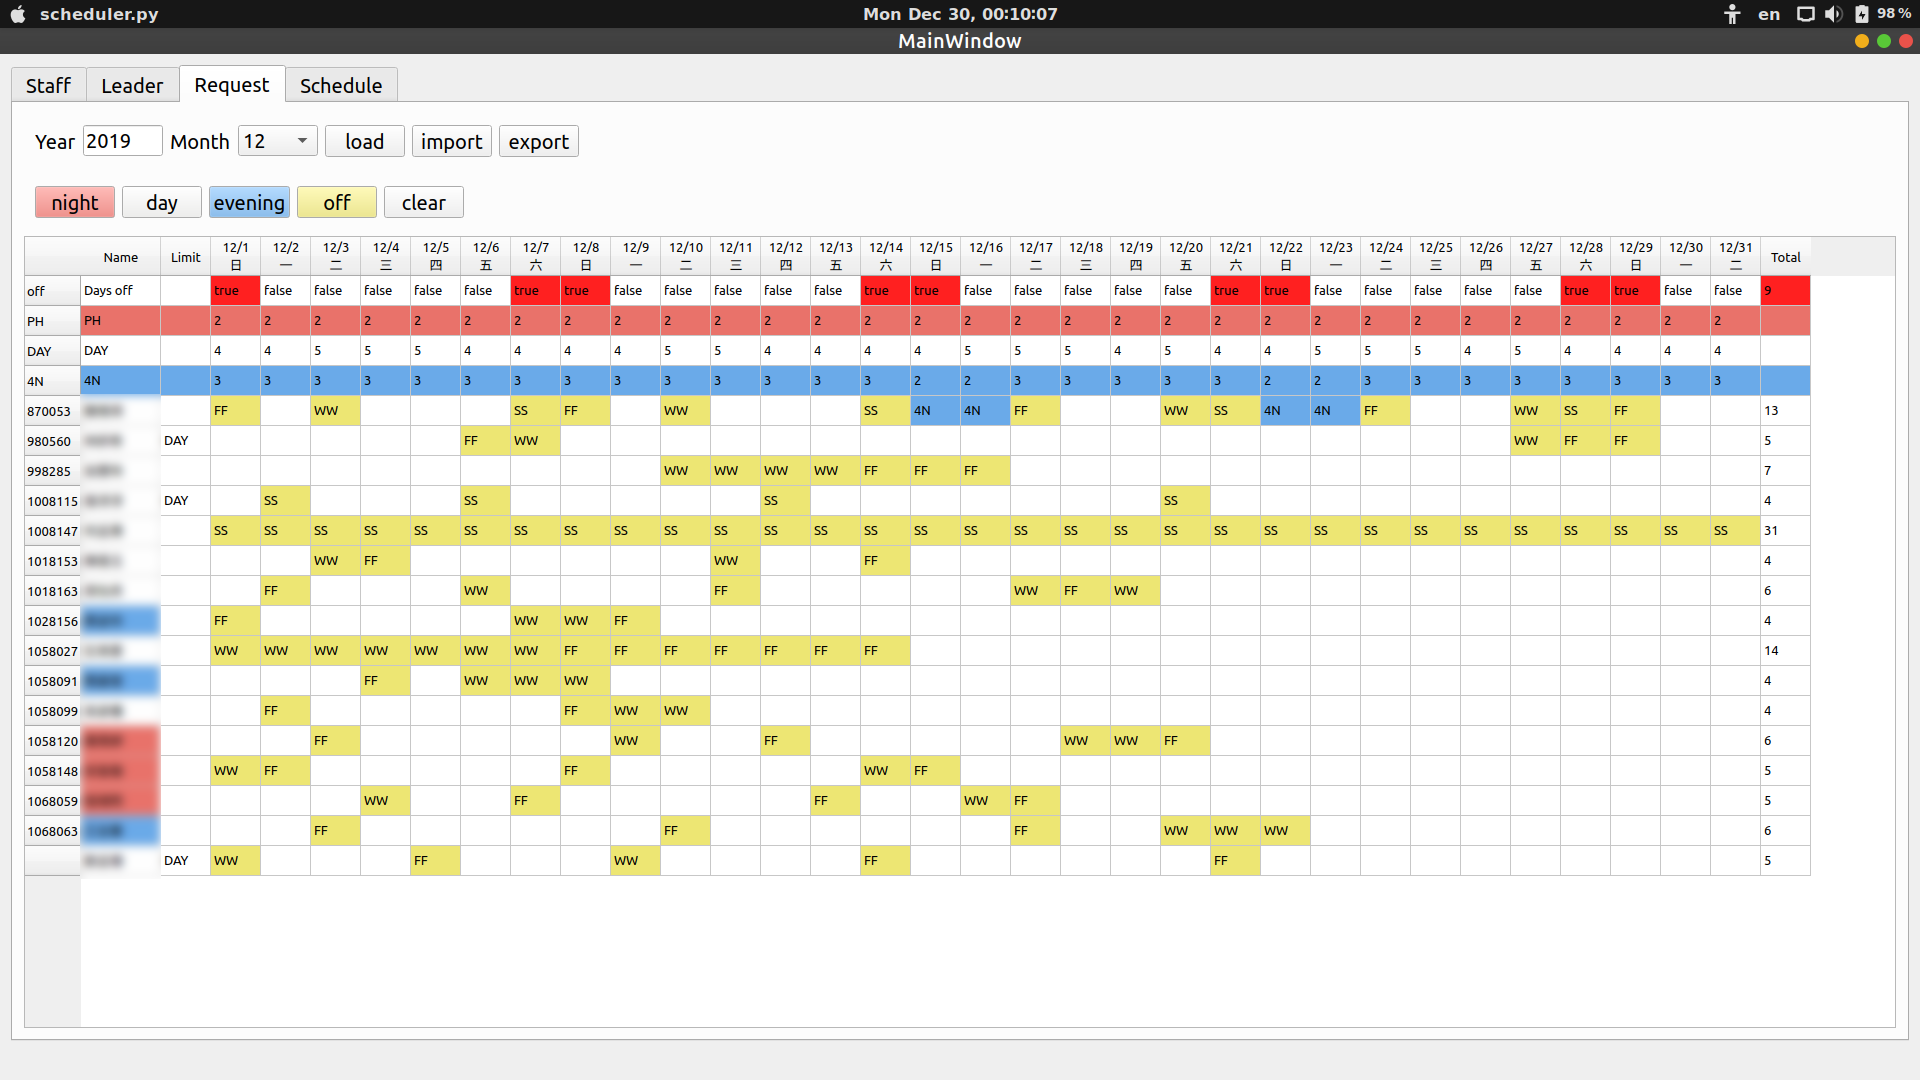 scheduler.py Mon Dec 30, 00:10:07 en 98%
MainWindow
Staff Leader Request Schedule
Year 2019 Month 12 load import export
night day evening off clear
Name Limit 12/1 12/2 12/3 12/4 12/5 12/6 12/7 12/8 12/9 12/10 12/11 12/12 12/13 12/14 12/15 12/16 12/17 12/18 12/19 12/20 12/21 12/22 12/23 12/24 12/25 12/26 12/27 12/28 12/29 12/30 12/31 Total
日 一 二 三 四 五 六 日 一 二 三 四 五 六 日 一 二 三 四 五 六 日 一 二 三 四 五 六 日 一 二
off Days off true false false false false false true true false false false false false true true false false false false false true true false false false false false true true false false 9
PH PH 2 2 2 2 2 2 2 2 2 2 2 2 2 2 2 2 2 2 2 2 2 2 2 2 2 2 2 2 2 2 2
DAY DAY 4 4 5 5 5 4 4 4 4 5 5 4 4 4 4 5 5 5 4 5 4 4 5 5 5 4 5 4 4 4 4
4N 4N 3 3 3 3 3 3 3 3 3 3 3 3 3 3 2 2 3 3 3 3 3 2 2 3 3 3 3 3 3 3 3
870053 FF WW SS FF WW SS 4N 4N FF WW SS 4N 4N FF WW SS FF 13
980560 DAY FF WW WW FF FF 5
998285 WW WW WW WW FF FF FF 7
1008115 DAY SS SS SS SS 4
1008147 SS SS SS SS SS SS SS SS SS SS SS SS SS SS SS SS SS SS SS SS SS SS SS SS SS SS SS SS SS SS SS 31
1018153 WW FF WW FF 4
1018163 FF WW FF WW FF WW 6
1028156 FF WW WW FF 4
1058027 WW WW WW WW WW WW WW FF FF FF FF FF FF FF 14
1058091 FF WW WW WW 4
1058099 FF FF WW WW 4
1058120 FF WW FF WW WW FF 6
1058148 WW FF FF WW FF 5
1068059 WW FF FF WW FF 5
1068063 FF FF FF WW WW WW 6
DAY WW FF WW FF FF 5